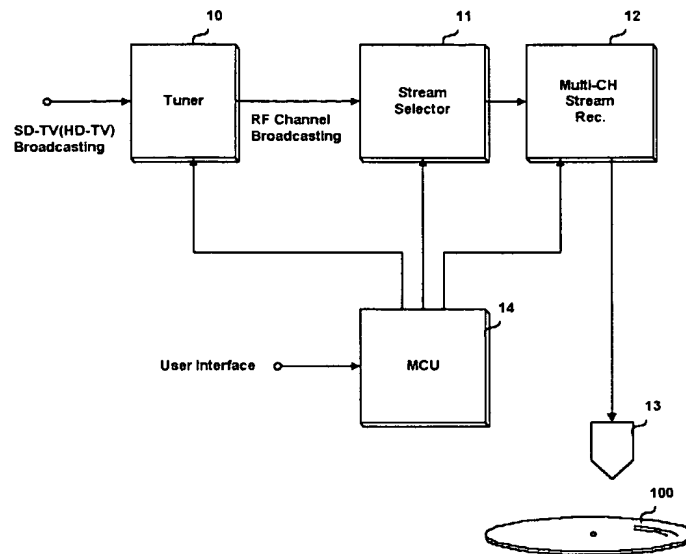 10
11
12
Tuner
Stream
Selector
Multi-CH
Stream
Rec.
SD-TV(HD-TV)
Broadcasting
RF Channel
Broadcasting
14
User Interface
MCU
13
100